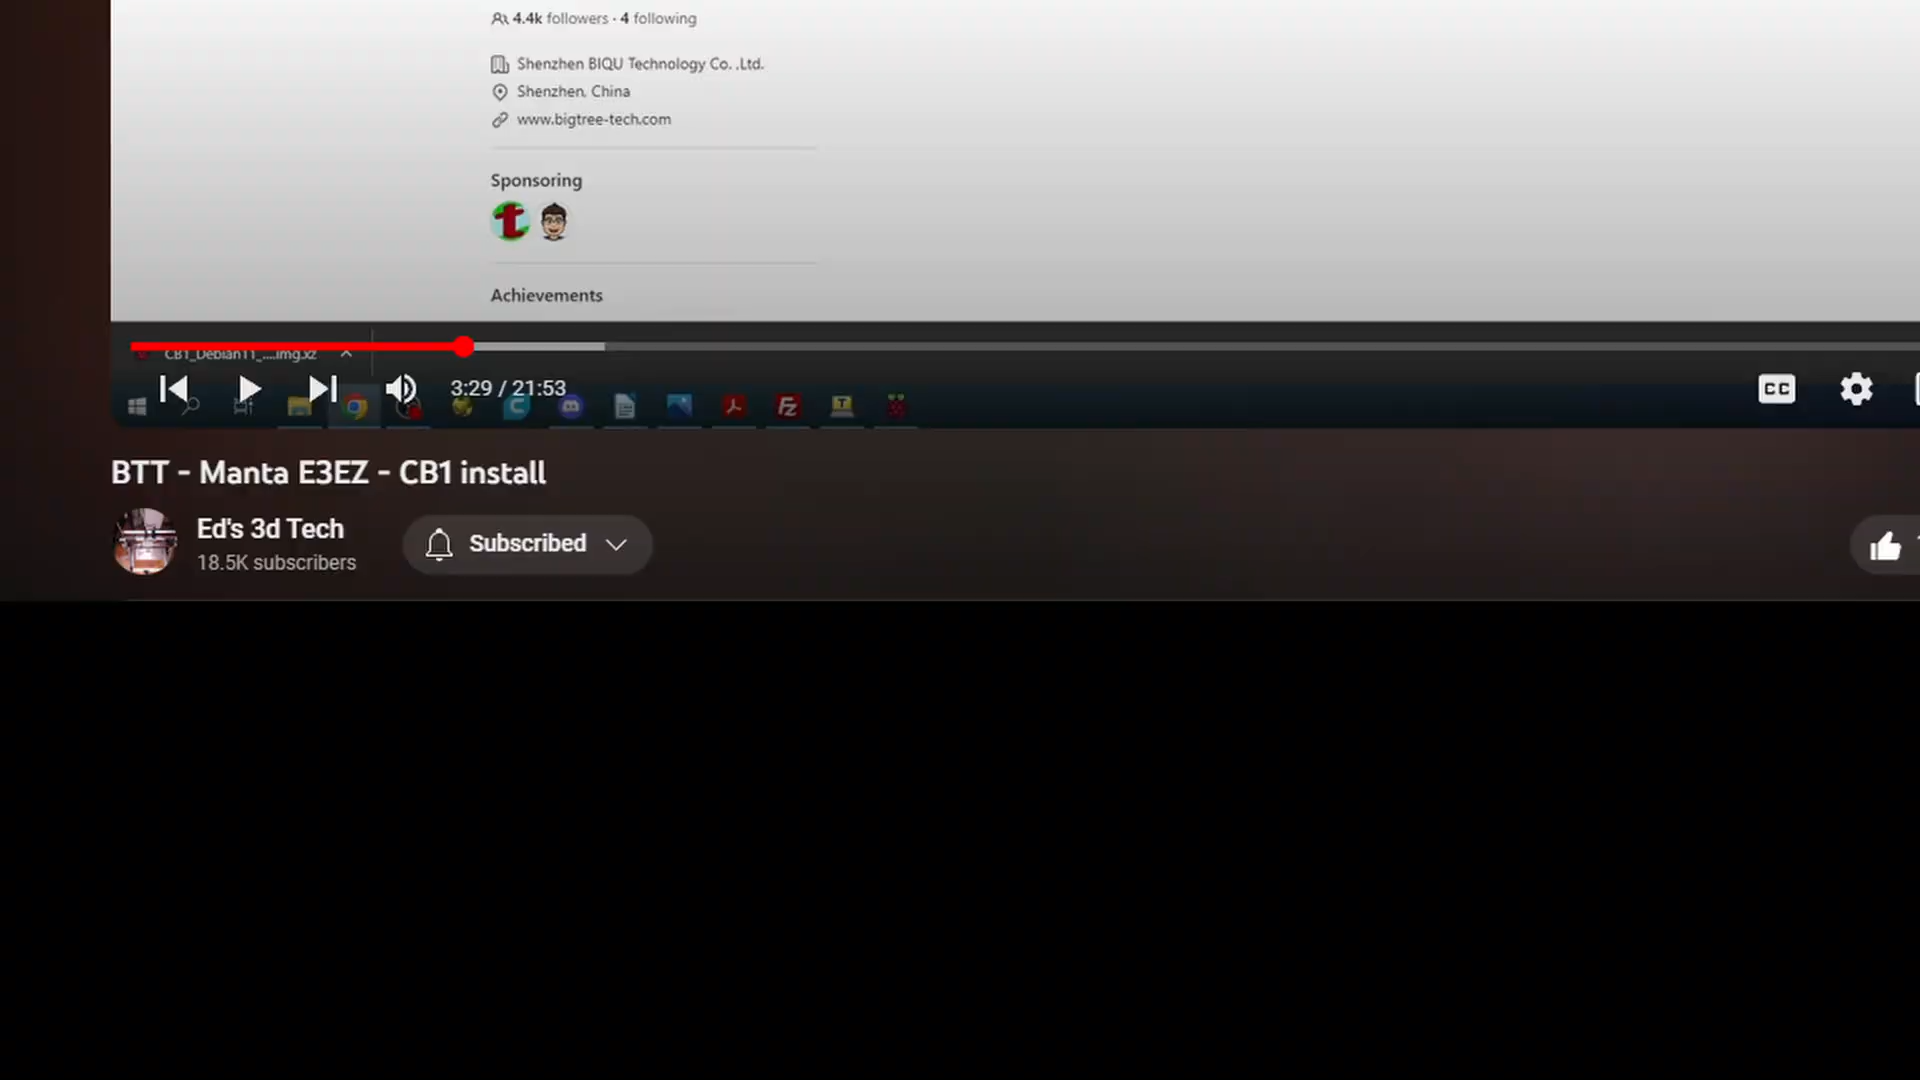 4.4k followers · 4 following
Shenzhen BIQU Technology Co. ,Ltd.
Shenzhen, China
www.bigtree-tech.com
Sponsoring
Achievements
CB1_Debian11_....img.xz
3:29 / 21:53
CC
BTT - Manta E3EZ - CB1 install
Ed's 3d Tech
18.5K subscribers
Subscribed